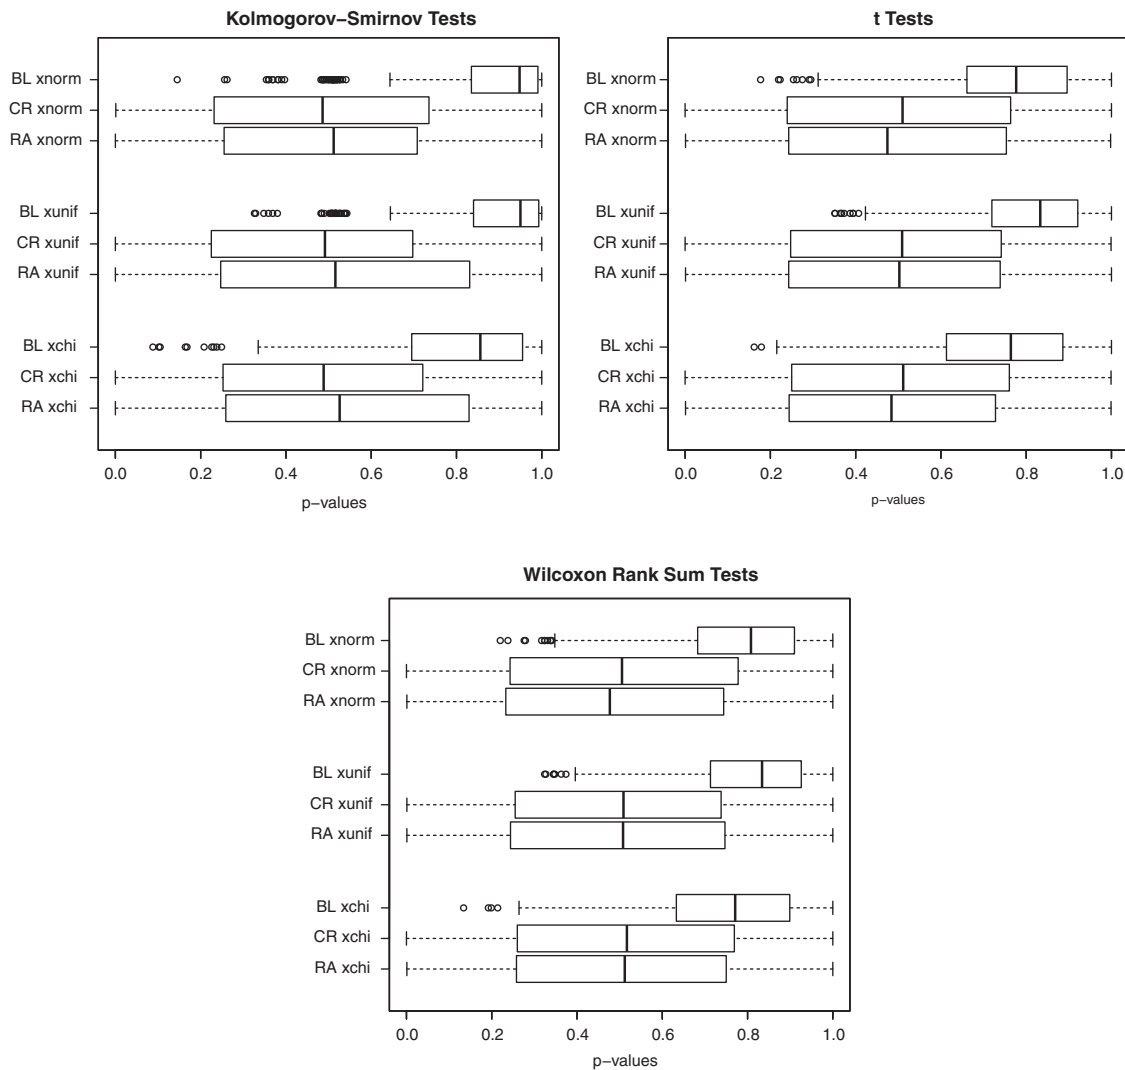 Kolmogorov–Smirnov Tests
BL xnorm
CR xnorm
RA xnorm
BL xunif
CR xunif
RA xunif
BL xchi
CR xchi
RA xchi
0.0 0.2 0.4 0.6 0.8 1.0
p–values
t Tests
BL xnorm
CR xnorm
RA xnorm
BL xunif
CR xunif
RA xunif
BL xchi
CR xchi
RA xchi
0.0 0.2 0.4 0.6 0.8 1.0
p–values
Wilcoxon Rank Sum Tests
BL xnorm
CR xnorm
RA xnorm
BL xunif
CR xunif
RA xunif
BL xchi
CR xchi
RA xchi
0.0 0.2 0.4 0.6 0.8 1.0
p–values